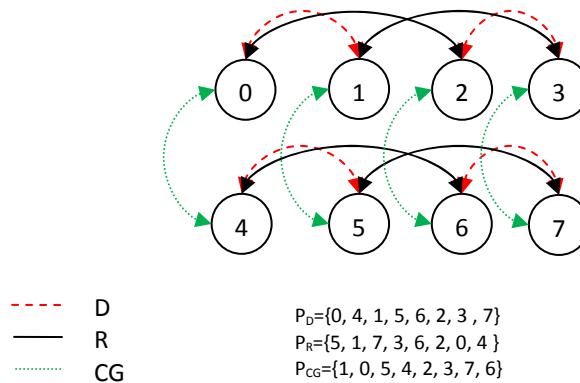 0 1 2 3
4 5 6 7
D
R
CG
P_D={0, 4, 1, 5, 6, 2, 3 , 7}
P_R={5, 1, 7, 3, 6, 2, 0, 4 }
P_CG={1, 0, 5, 4, 2, 3, 7, 6}